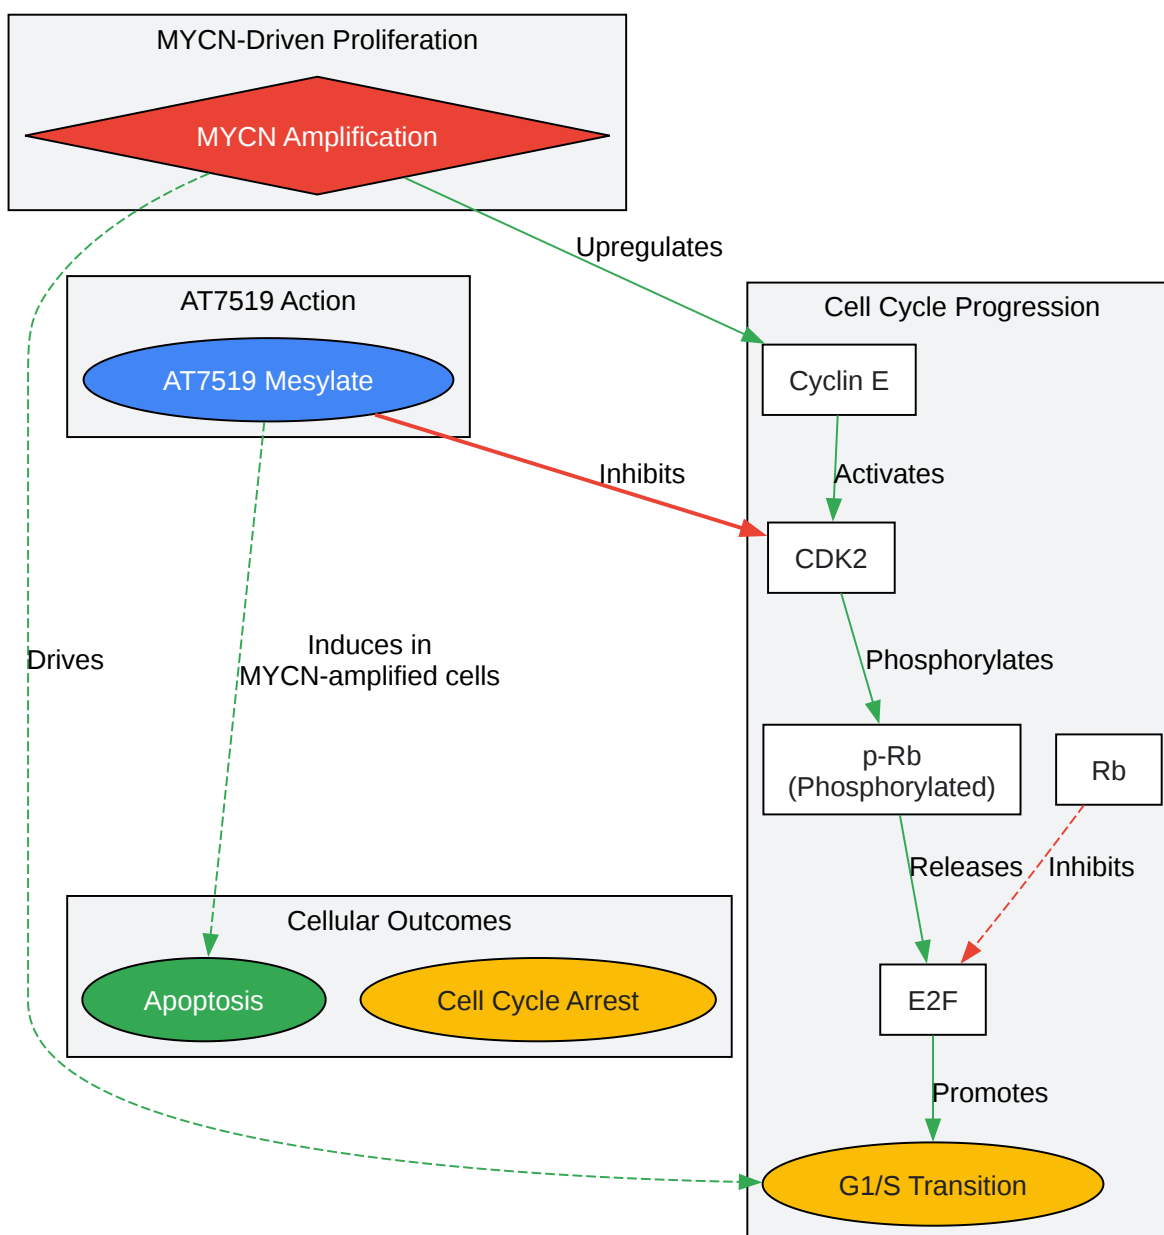 MYCN-Driven Proliferation
MYCN Amplification
Upregulates
AT7519 Action
AT7519 Mesylate
Cell Cycle Progression
Cyclin E
Inhibits
Activates
CDK2
Drives
Induces in
MYCN-amplified cells
Phosphorylates
p-Rb
(Phosphorylated)
Rb
Releases
Inhibits
Cellular Outcomes
Apoptosis
Cell Cycle Arrest
E2F
Promotes
G1/S Transition